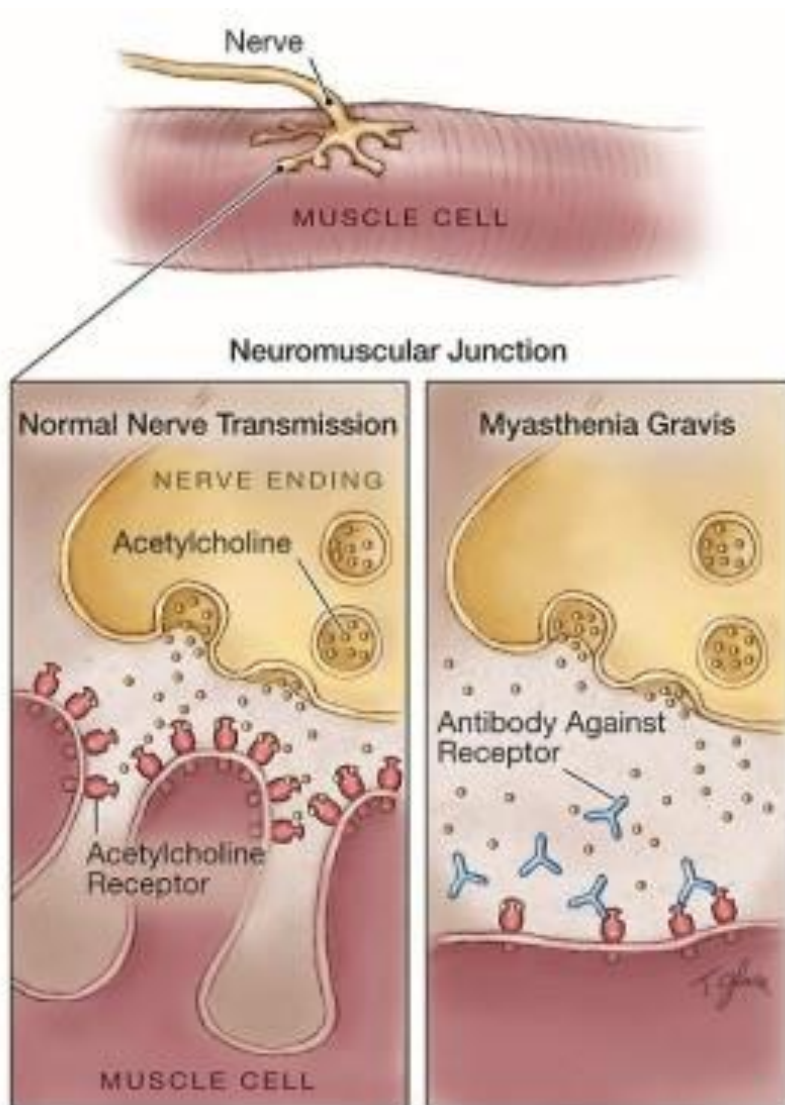 Nerve
MUSCLE CELL
Neuromuscular Junction
Normal Nerve Transmission
NERVE ENDING
Acetylcholine
Acetylcholine
Receptor
MUSCLE CELL
Myasthenia Gravis
Antibody Against
Receptor